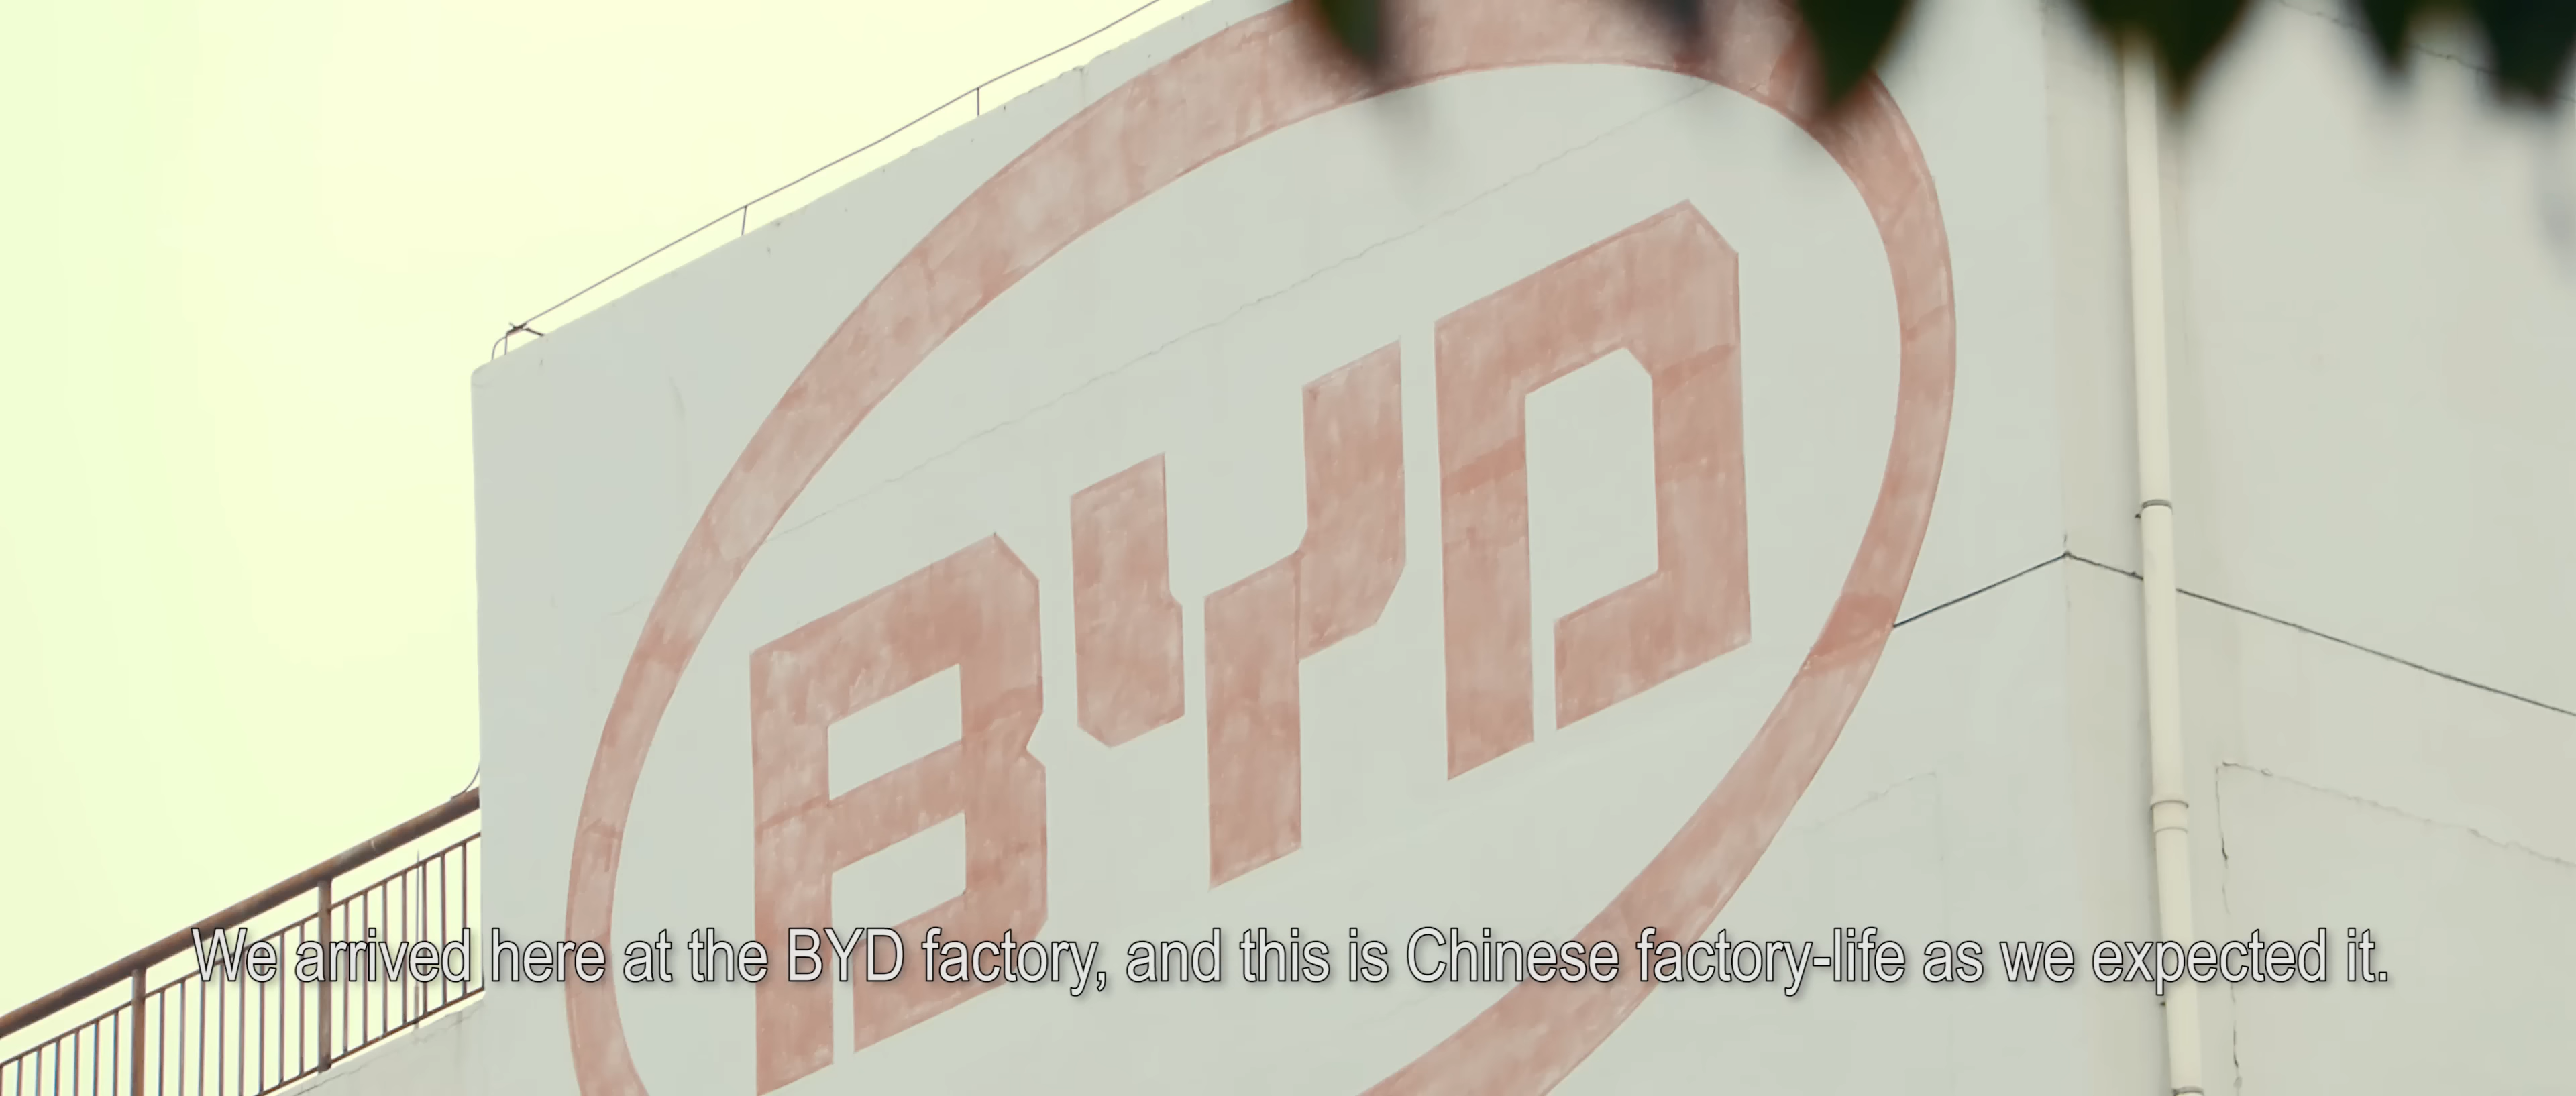 BYD
We arrived here at the BYD factory, and this is Chinese factory-life as we expected it.